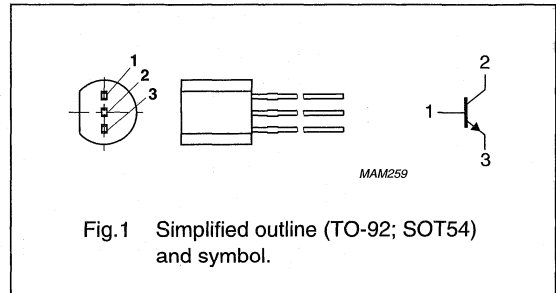 1
2
3
2
1
3
MAM259
Fig.1 Simplified outline (TO-92; SOT54)
and symbol.